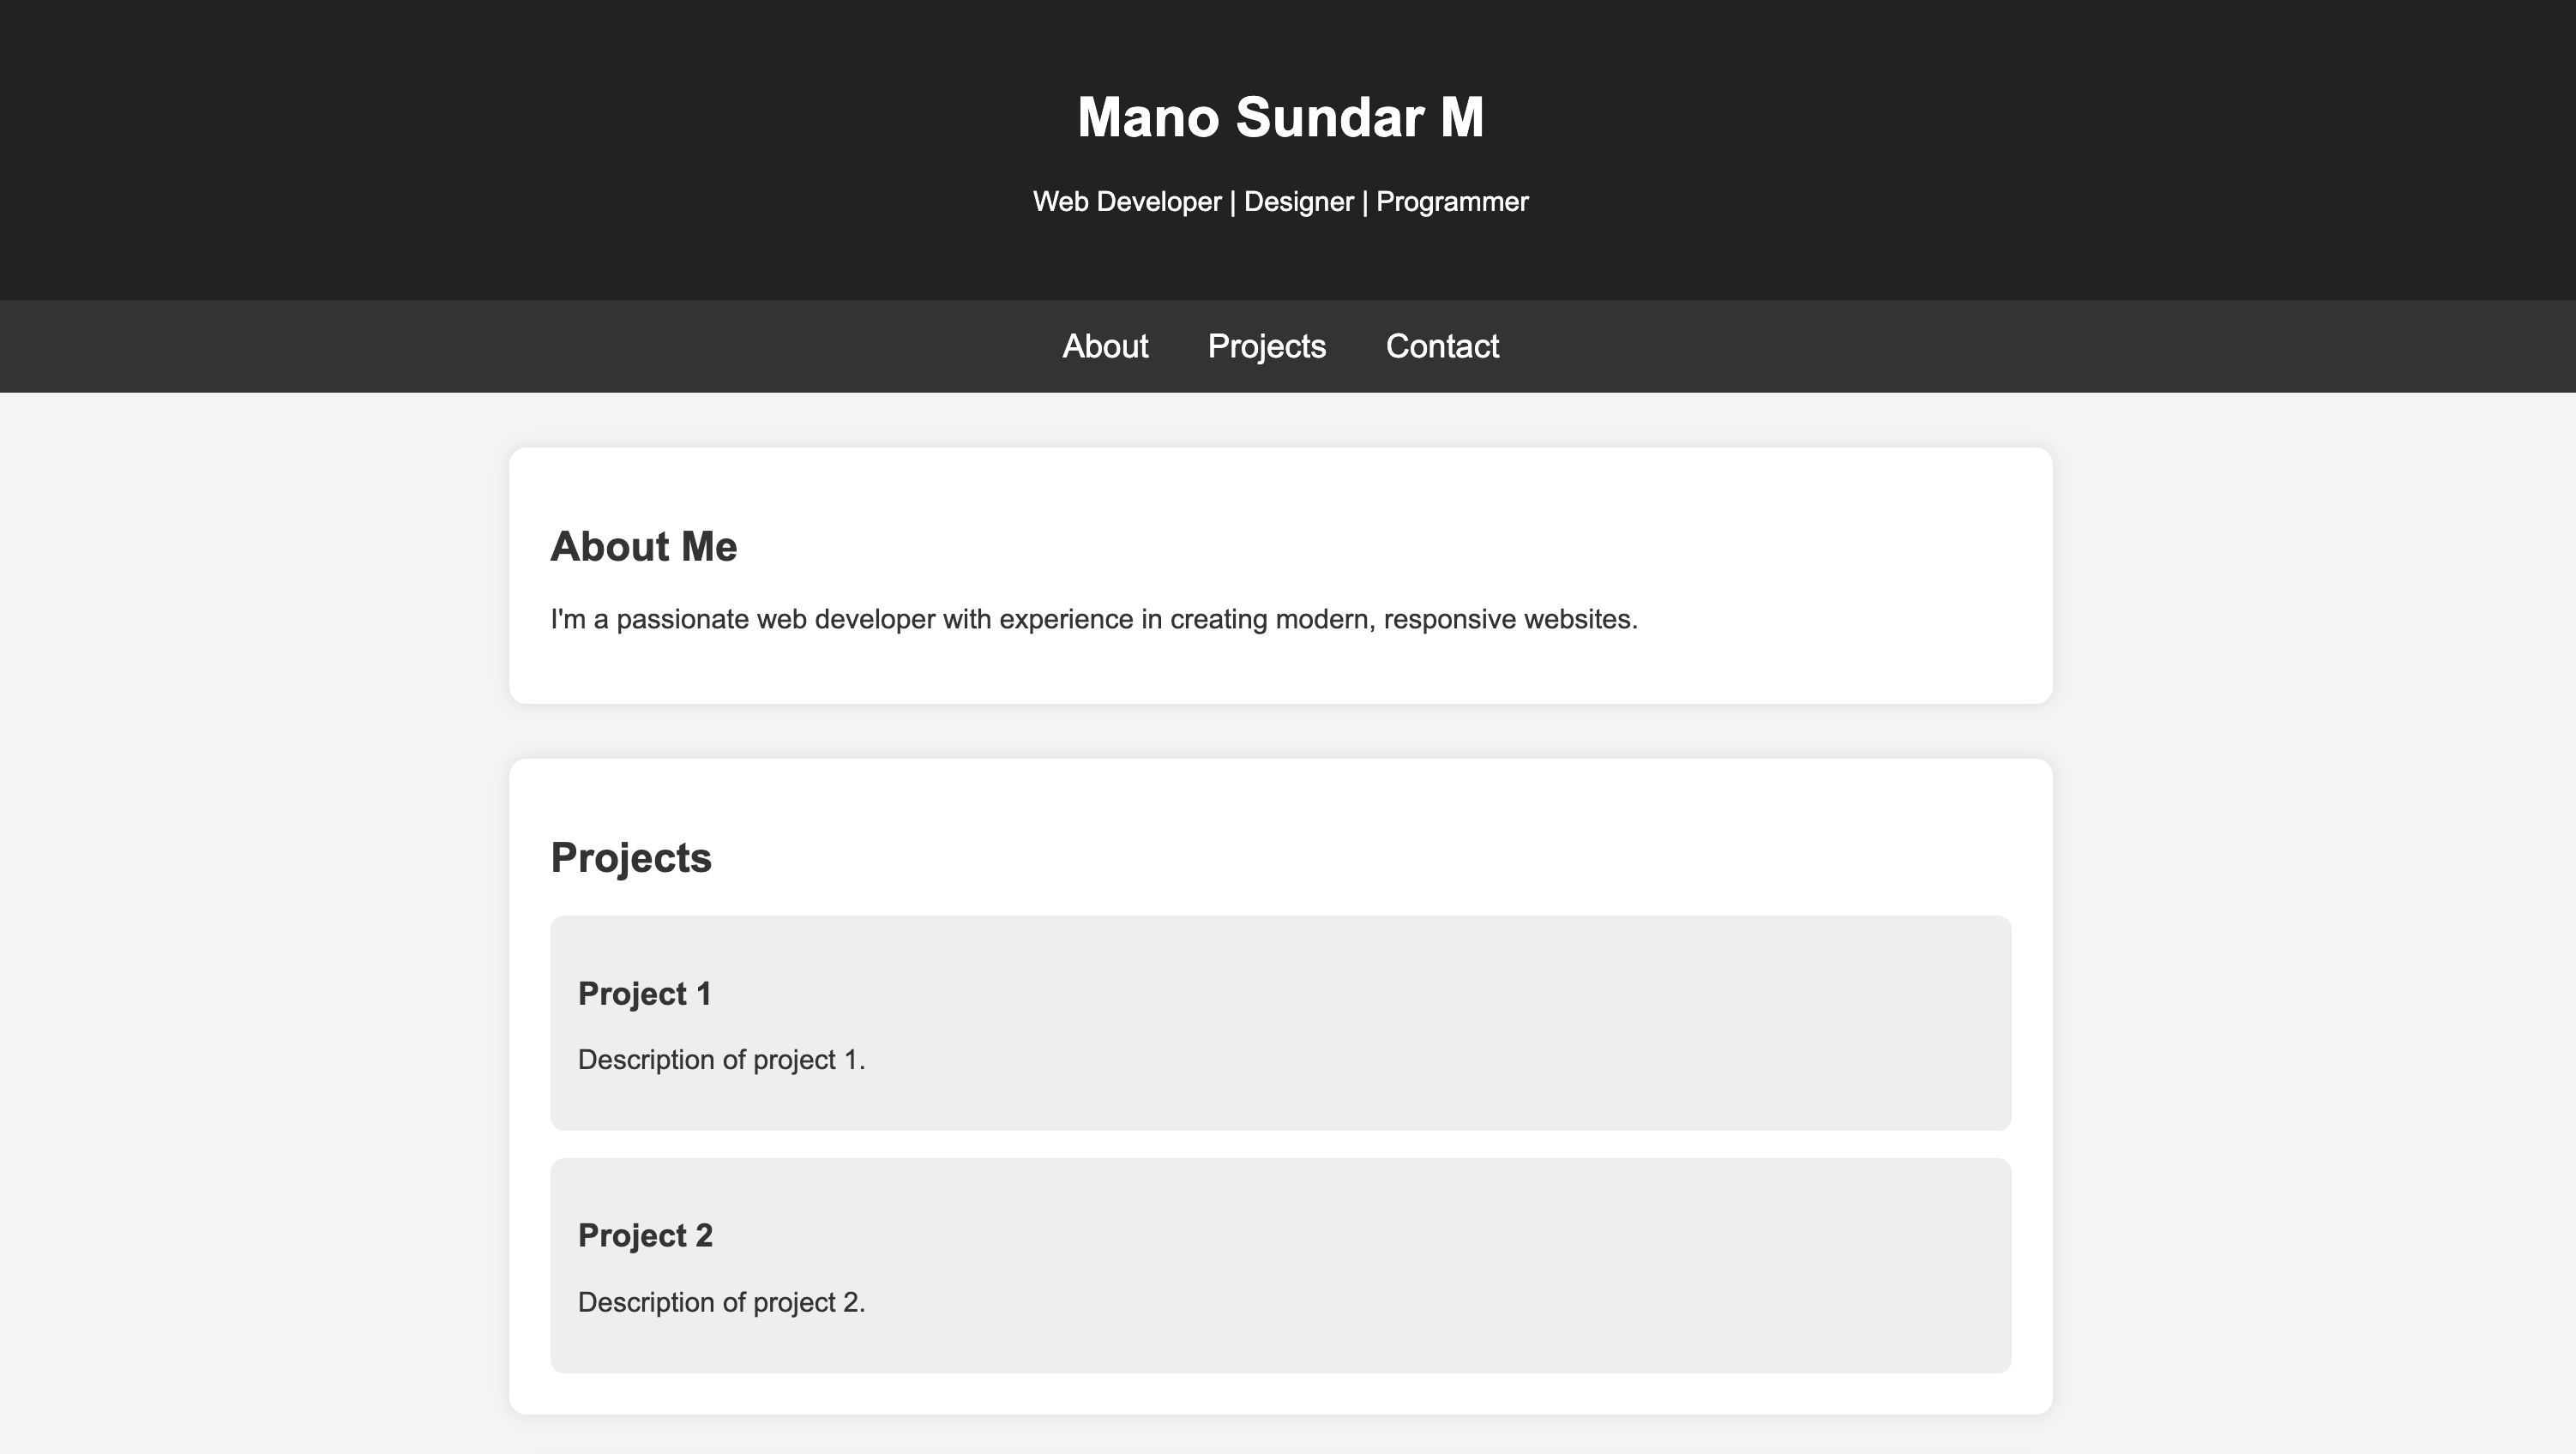 Mano Sundar M
Web Developer | Designer | Programmer
About Projects Contact
About Me
I'm a passionate web developer with experience in creating modern, responsive websites.
Projects
Project 1
Description of project 1.
Project 2
Description of project 2.